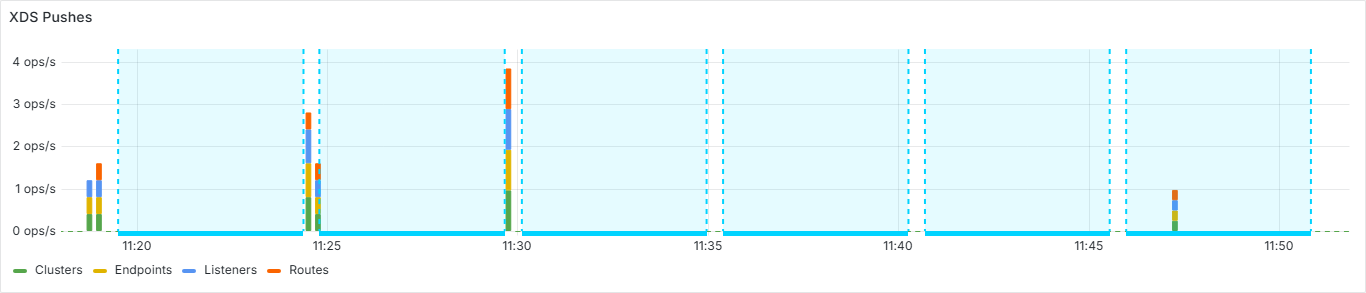 XDS Pushes
4 ops/s
3 ops/s
2 ops/s
1 ops/s
0 ops/s
11:20 11:25 11:30 11:35 11:40 11:45 11:50
Clusters Endpoints Listeners Routes